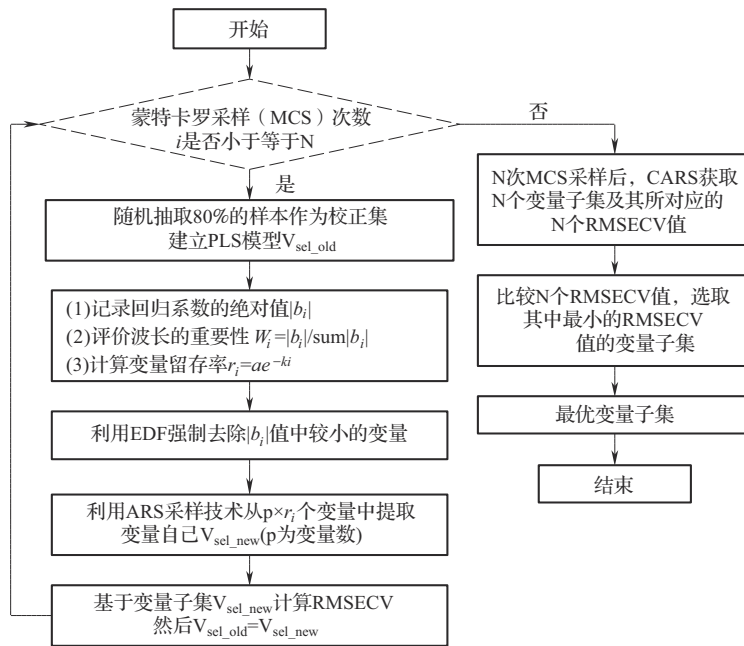 开始
蒙特卡罗采样（MCS）次数
i是否小于等于N
否
是
随机抽取80%的样本作为校正集
建立PLS模型V_sel_old
(1)记录回归系数的绝对值|b_i|
(2)评价波长的重要性 W_i=|b_i|/sum|b_i|
(3)计算变量留存率r_i=ae^{-ki}
利用EDF强制去除|b_i|值中较小的变量
利用ARS采样技术从p×r_i个变量中提取
变量自己V_sel_new(p为变量数)
基于变量子集V_sel_new计算RMSECV
然后V_sel_old=V_sel_new
N次MCS采样后，CARS获取
N个变量子集及其所对应的
N个RMSECV值
比较N个RMSECV值，选取
其中最小的RMSECV
值的变量子集
最优变量子集
结束